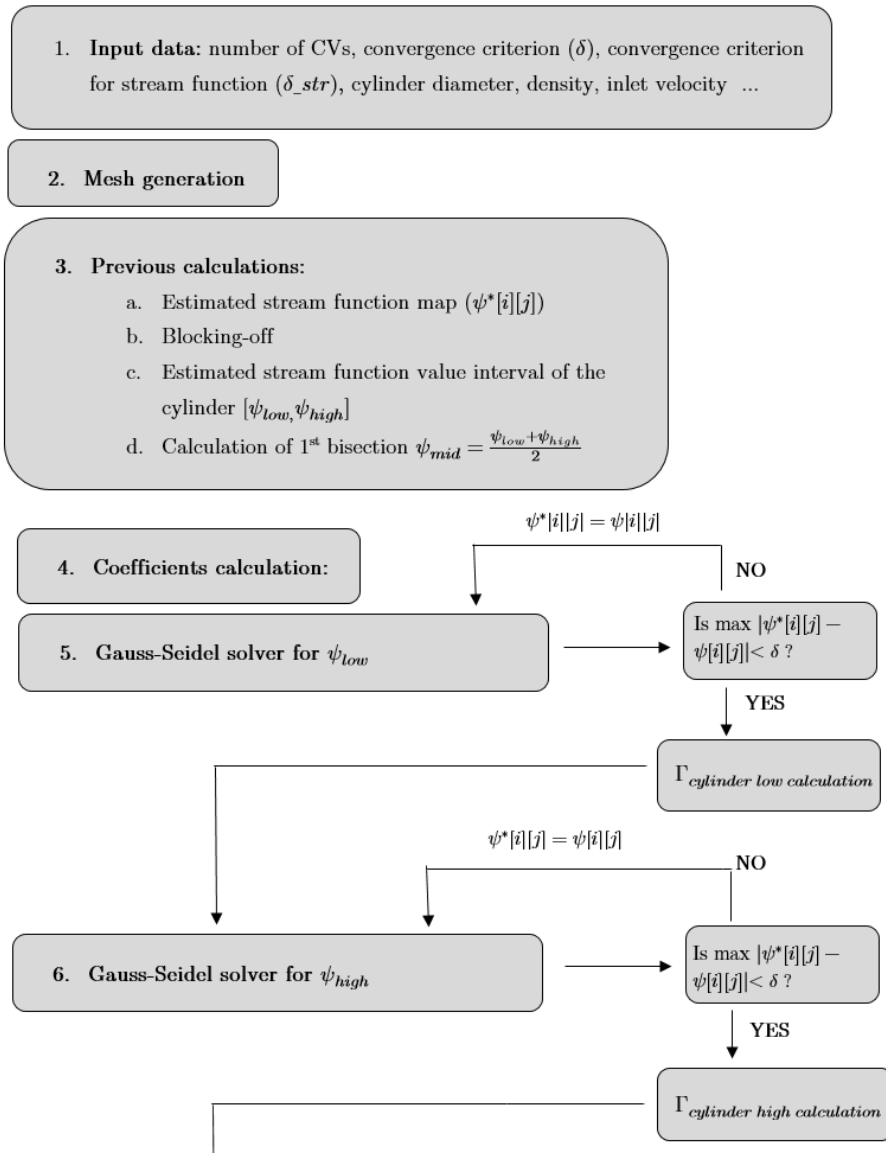 1. Input data: number of CVs, convergence criterion (δ), convergence criterion
for stream function (δ_str), cylinder diameter, density, inlet velocity ...
2. Mesh generation
3. Previous calculations:
a. Estimated stream function map (ψ*[i][j])
b. Blocking-off
c. Estimated stream function value interval of the
cylinder [ψ_low,ψ_high]
d. Calculation of 1st bisection ψ_mid = (ψ_low+ψ_high)/2
ψ*|i||j| = ψ|i||j|
4. Coefficients calculation:
NO
5. Gauss-Seidel solver for ψ_low
Is max |ψ*[i][j] −
ψ[i][j]|< δ ?
YES
Γ_cylinder low calculation
ψ*[i][j] = ψ[i][j]
NO
6. Gauss-Seidel solver for ψ_high
Is max |ψ*[i][j] −
ψ[i][j]|< δ ?
YES
Γ_cylinder high calculation